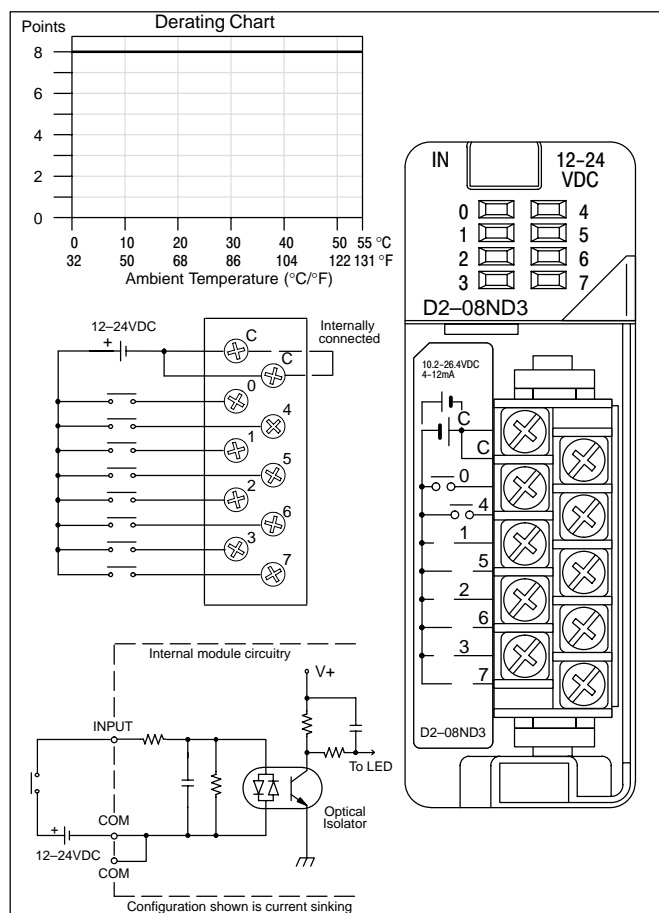 Points
Derating Chart
8
6
4
2
0
0 10 20 30 40 50 55 °C
32 50 68 86 104 122 131 °F
Ambient Temperature (°C/°F)
12–24VDC
+
C
Internally
connected
C
0
4
1
5
2
6
3
7
Internal module circuitry
V+
INPUT
To LED
COM
Optical
Isolator
+
12–24VDC
COM
Configuration shown is current sinking
IN
12–24
VDC
0 4
1 5
2 6
3 7
D2–08ND3
10.2–26.4VDC
4–12mA
C
C
0
4
1
5
2
6
3
7
D2–08ND3